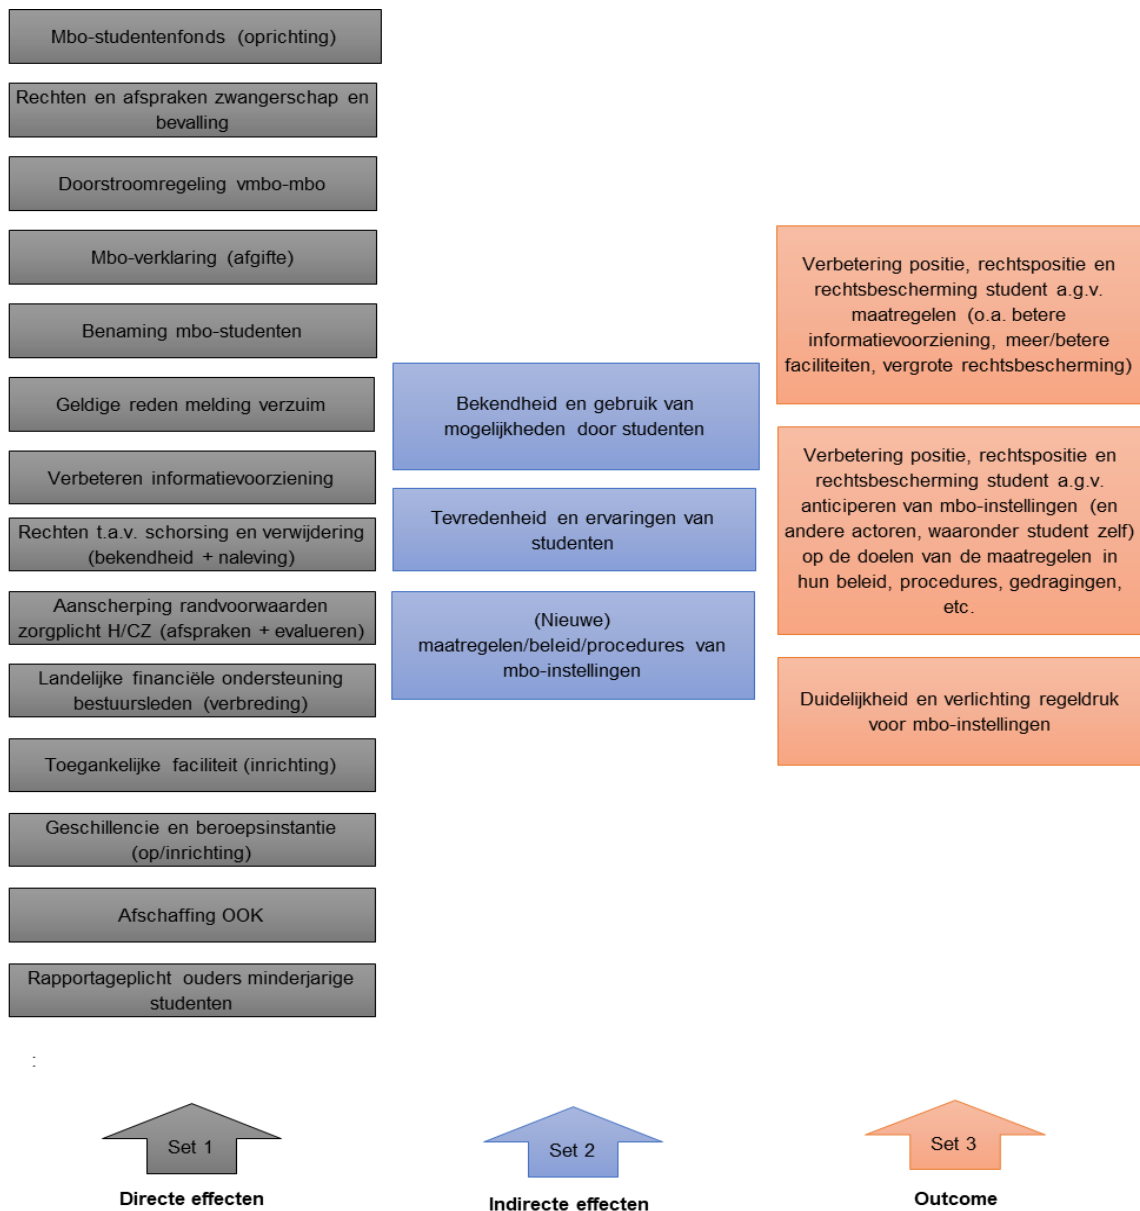 Mbo-studentenfonds (oprichting)
Rechten en afspraken zwangerschap en
bevalling
Doorstroomregeling vmbo-mbo
Mbo-verklaring (afgifte)
Benaming mbo-studenten
Geldige reden melding verzuim
Verbeteren informatievoorziening
Rechten t.a.v. schorsing en verwijdering
(bekendheid + naleving)
Aanscherping randvoorwaarden
zorgplicht H/CZ (afspraken + evalueren)
Landelijke financiële ondersteuning
bestuursleden (verbreding)
Toegankelijke faciliteit (inrichting)
Geschillencie en beroepsinstantie
(op/inrichting)
Afschaffing OOK
Rapportageplicht ouders minderjarige
studenten
:
Set 1
Directe effecten
Bekendheid en gebruik van
mogelijkheden door studenten
Tevredenheid en ervaringen van
studenten
(Nieuwe)
maatregelen/beleid/procedures van
mbo-instellingen
Set 2
Indirecte effecten
Verbetering positie, rechtspositie en
rechtsbescherming student a.g.v.
maatregelen (o.a. betere
informatievoorziening, meer/betere
faciliteiten, vergrote rechtsbescherming)
Verbetering positie, rechtspositie en
rechtsbescherming student a.g.v.
anticiperen van mbo-instellingen (en
andere actoren, waaronder student zelf)
op de doelen van de maatregelen in
hun beleid, procedures, gedragingen,
etc.
Duidelijkheid en verlichting regeldruk
voor mbo-instellingen
Set 3
Outcome